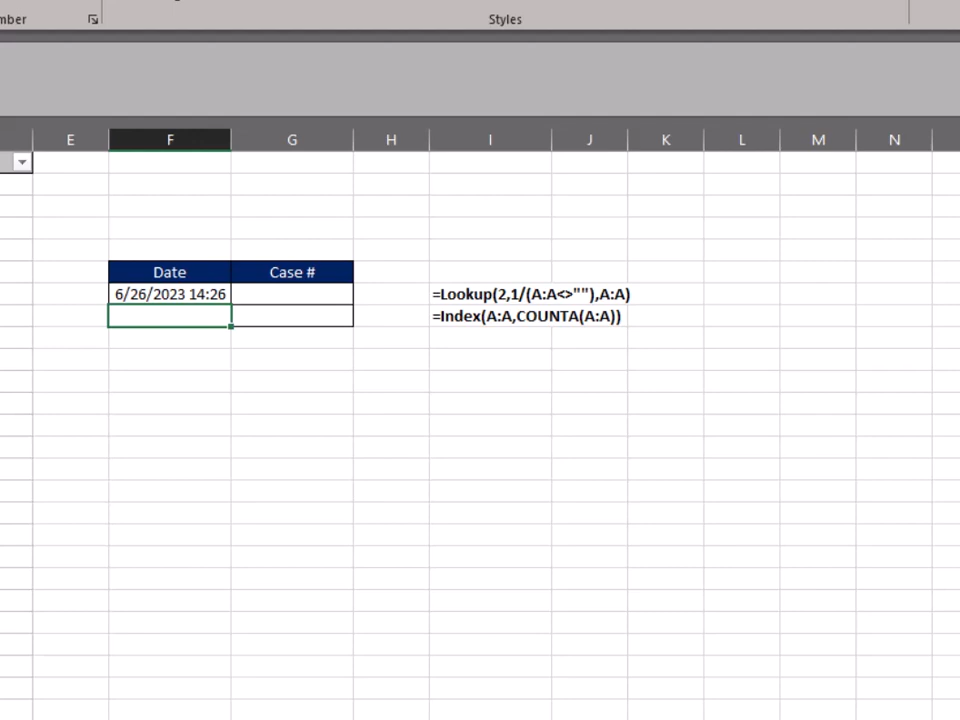 mber
Styles
E F G H I J K L M N
Date Case #
6/26/2023 14:26 =Lookup(2,1/(A:A<>""),A:A)
=Index(A:A,COUNTA(A:A))